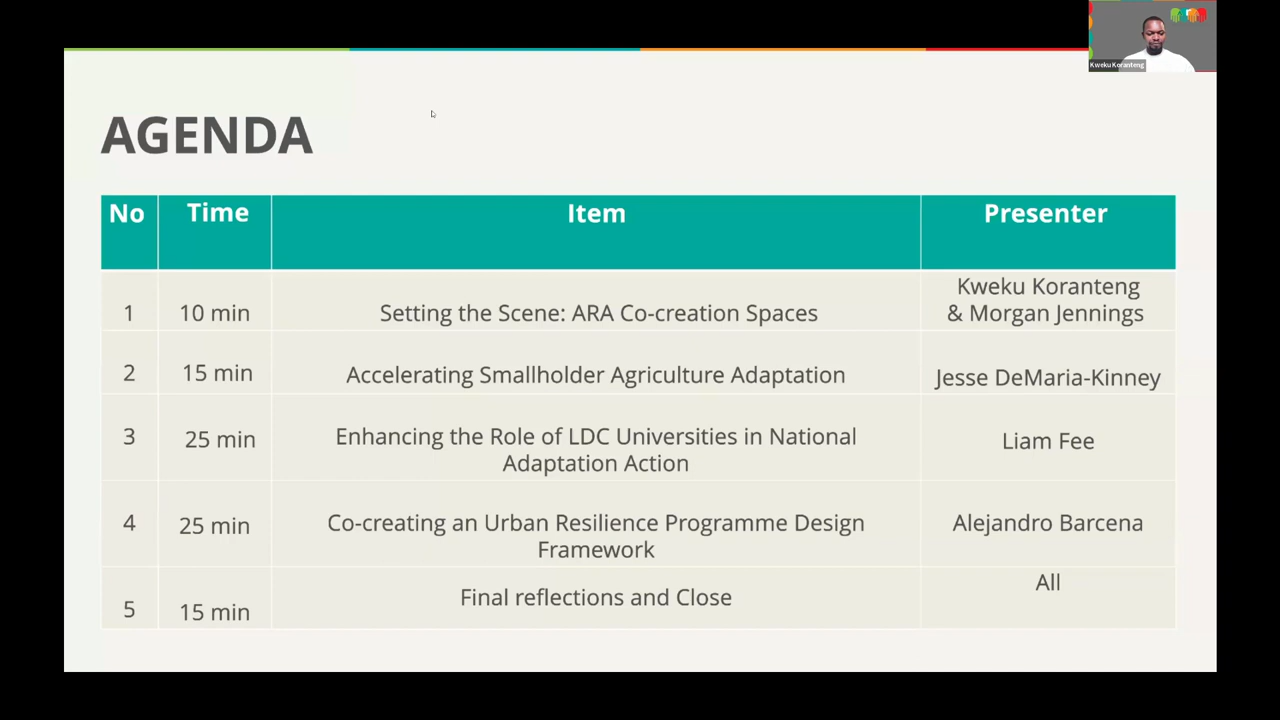 Kweku Koranteng
AGENDA
No Time Item Presenter
1 10 min Setting the Scene: ARA Co-creation Spaces Kweku Koranteng
& Morgan Jennings
2 15 min Accelerating Smallholder Agriculture Adaptation Jesse DeMaria-Kinney
3 25 min Enhancing the Role of LDC Universities in National
Adaptation Action Liam Fee
4 25 min Co-creating an Urban Resilience Programme Design
Framework Alejandro Barcena
5 15 min Final reflections and Close All